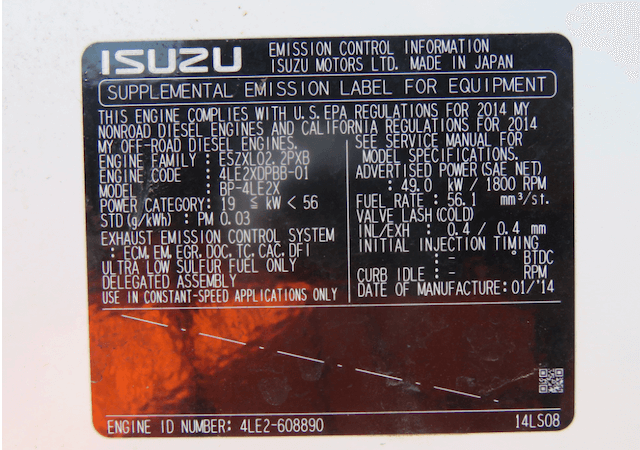 ISUZU
EMISSION CONTROL INFORMATION
ISUZU MOTORS LTD. MADE IN JAPAN
SUPPLEMENTAL EMISSION LABEL FOR EQUIPMENT
THIS ENGINE COMPLIES WITH U.S.EPA REGULATIONS FOR 2014 MY
NONROAD DIESEL ENGINES AND CALIFORNIA REGULATIONS FOR 2014
MY OFF-ROAD DIESEL ENGINES.
ENGINE FAMILY : ESZXL02.2PXB
ENGINE CODE : 4LE2XDPBB-01
MODEL : BP-4LE2X
POWER CATEGORY: 19 ≤ kW < 56
STD(g/kWh) : PM 0.03
EXHAUST EMISSION CONTROL SYSTEM
: ECM, EM, EGR, DOC, TC, CAC, DFI
ULTRA LOW SULFUR FUEL ONLY
DELEGATED ASSEMBLY
USE IN CONSTANT-SPEED APPLICATIONS ONLY
SEE SERVICE MANUAL FOR
MODEL SPECIFICATIONS.
ADVERTISED POWER(SAE NET)
: 49.0 kW / 1800 RPM
FUEL RATE : 56.1 mm³/st.
VALVE LASH(COLD)
INL/EXH : 0.4 / 0.4 mm
INITIAL INJECTION TIMING
: - ° BTDC
CURB IDLE : - RPM
DATE OF MANUFACTURE: 01/'14
ENGINE ID NUMBER: 4LE2-608890
14LS08